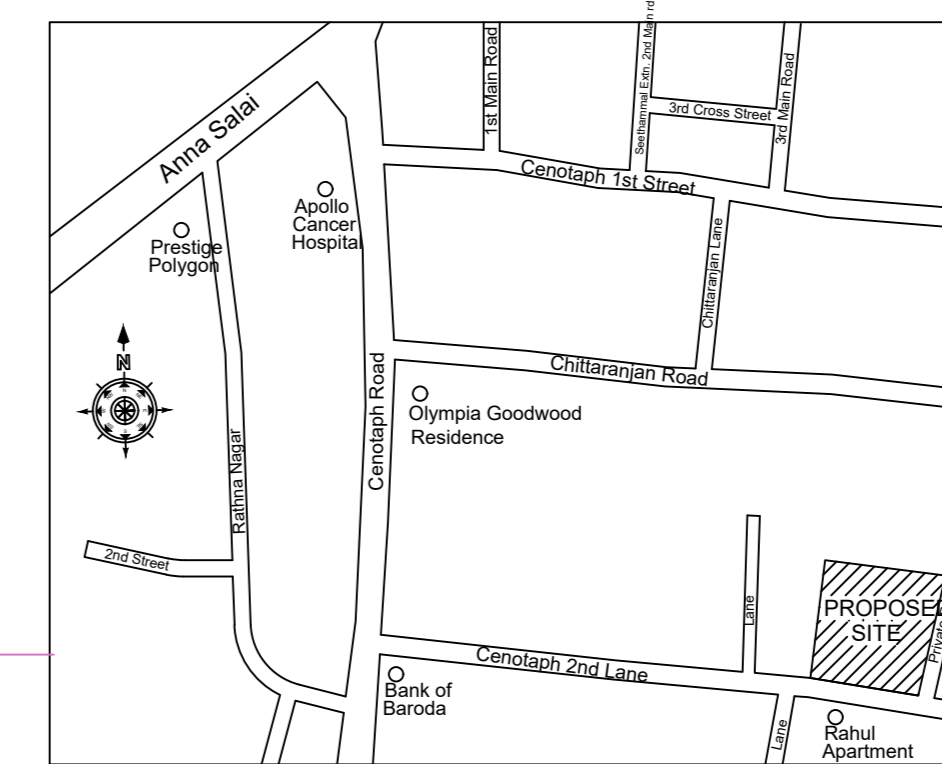 Seethammal Extn. 2nd Main rd
1st Main Road
3rd Main Road
3rd Cross Street
Anna Salai
Cenotaph 1st Street
Apollo
Cancer
Hospital
Prestige
Polygon
Chittaranjan Lane
N
Chittaranjan Road
Cenotaph Road
Olympia Goodwood
Residence
Rathna Nagar
2nd Street
Lane
PROPOSED
SITE
Private
Cenotaph 2nd Lane
Bank of
Baroda
Lane
Rahul
Apartment